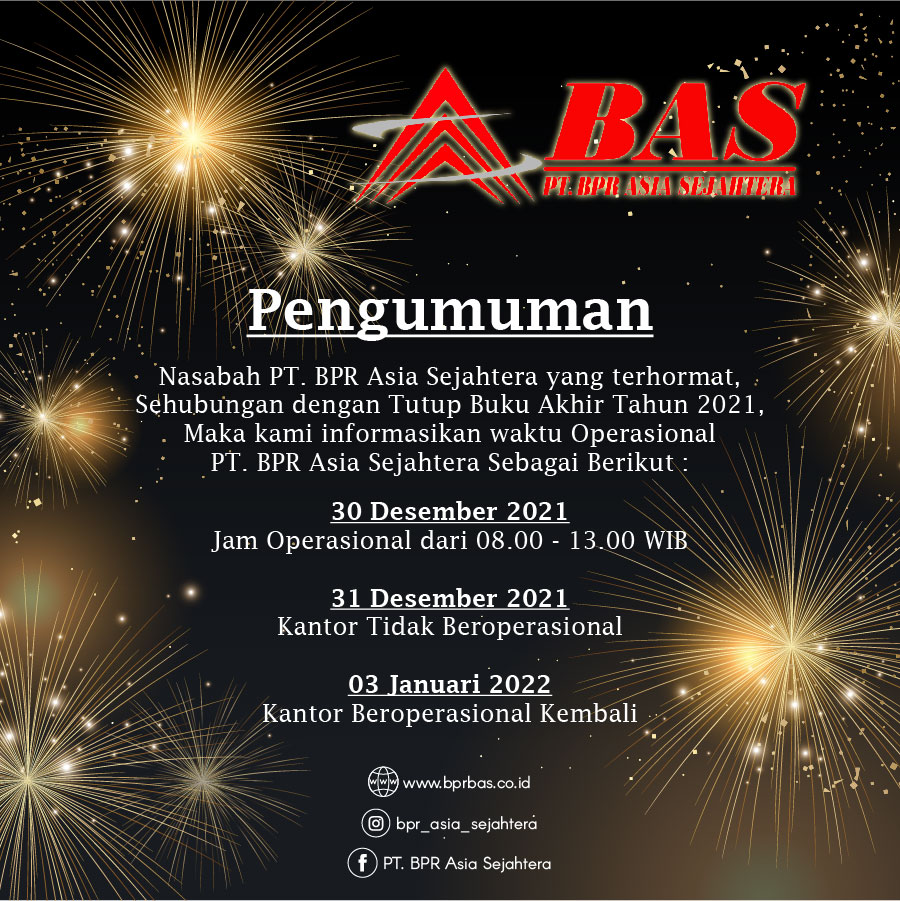 BAS
PT. BPR ASIA SEJAHTERA
Pengumuman
Nasabah PT. BPR Asia Sejahtera yang terhormat,
Sehubungan dengan Tutup Buku Akhir Tahun 2021,
Maka kami informasikan waktu Operasional
PT. BPR Asia Sejahtera Sebagai Berikut :
30 Desember 2021
Jam Operasional dari 08.00 - 13.00 WIB
31 Desember 2021
Kantor Tidak Beroperasional
03 Januari 2022
Kantor Beroperasional Kembali
www www.bprbas.co.id
bpr_asia_sejahtera
f PT. BPR Asia Sejahtera